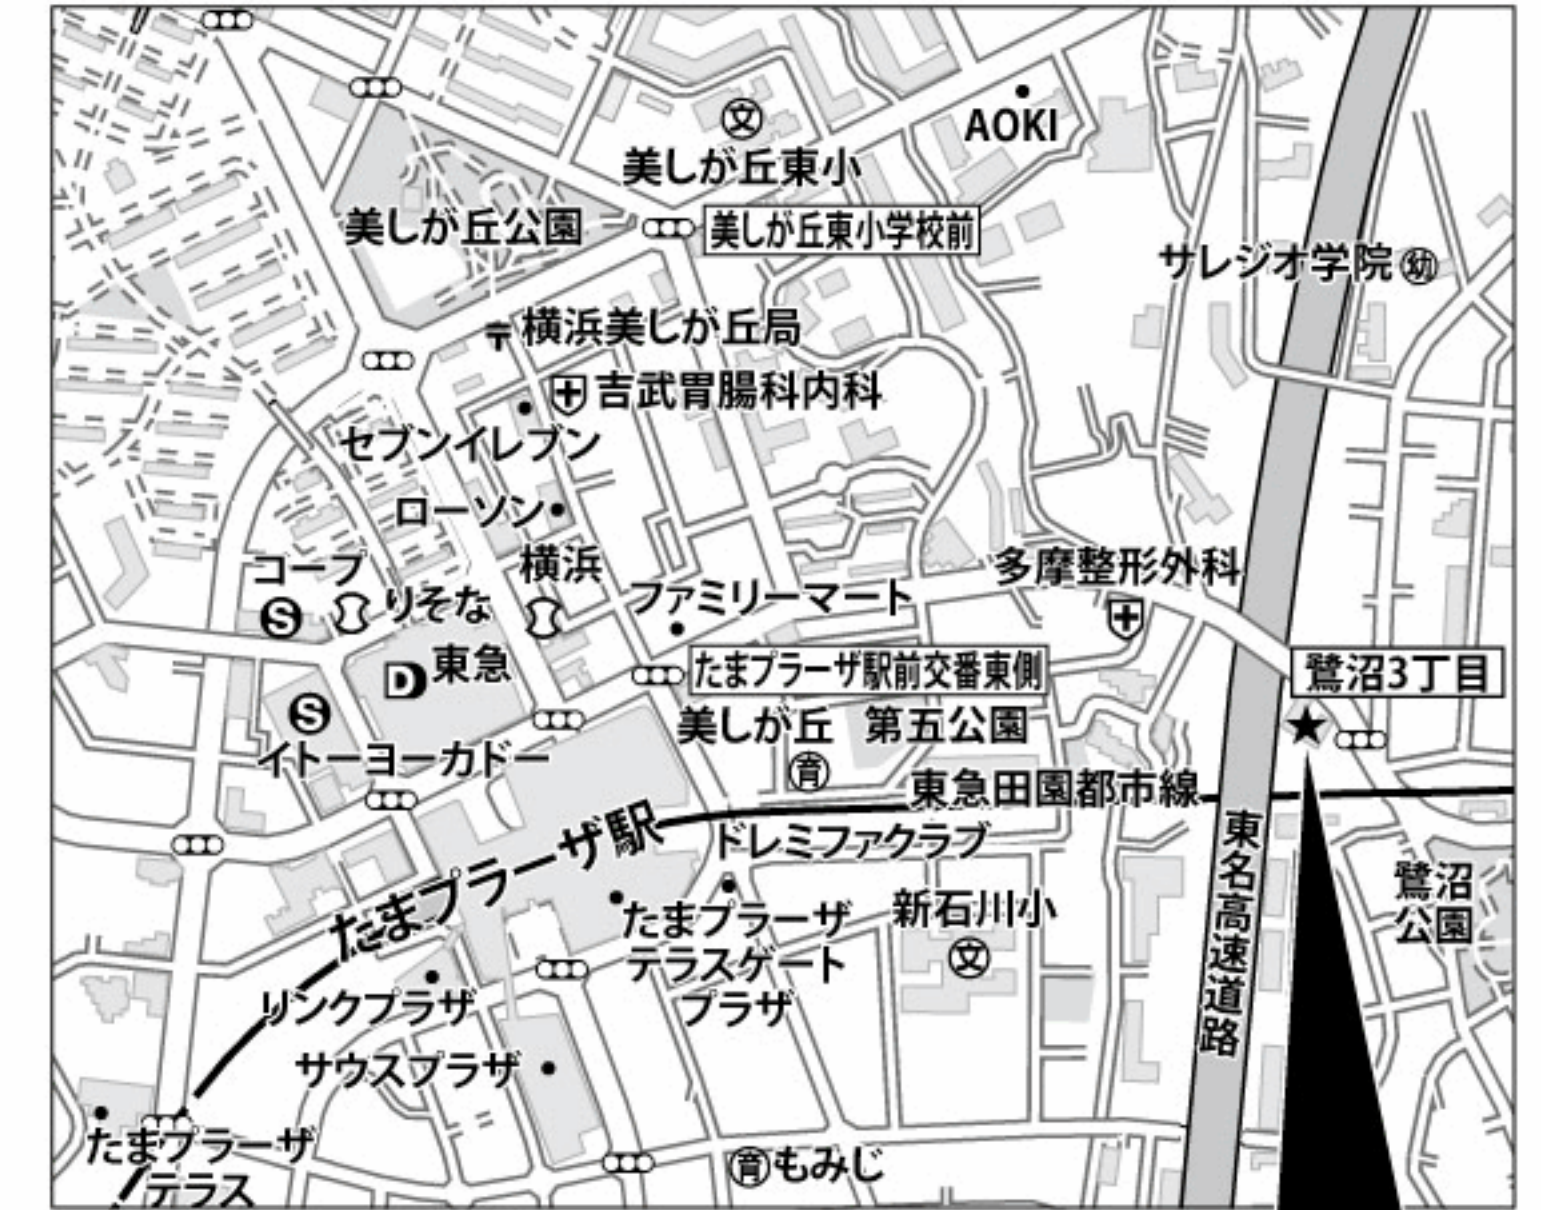 AOKI
文
美しが丘東小
美しが丘公園
美しが丘東小学校前
サレジオ学院 幼
〒横浜美しが丘局
吉武胃腸科内科
セブンイレブン
ローソン
コープ
S
りそな
横浜
ファミリーマート
多摩整形外科
D 東急
たまプラーザ駅前交番東側
鷺沼3丁目
S
イトーヨーカドー
美しが丘 第五公園
育
★
東急田園都市線
たまプラーザ駅
ドレミファクラブ
東名高速道路
たまプラーザ
テラスゲート
プラザ
新石川小
文
鷺沼
公園
リンクプラザ
サウスプラザ
たまプラーザ
テラス
育もみじ